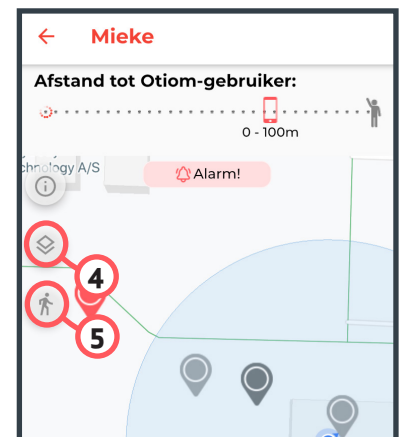 Mieke
Afstand tot Otiom-gebruiker:
0 - 100m
chnology A/S
Alarm!
4
5